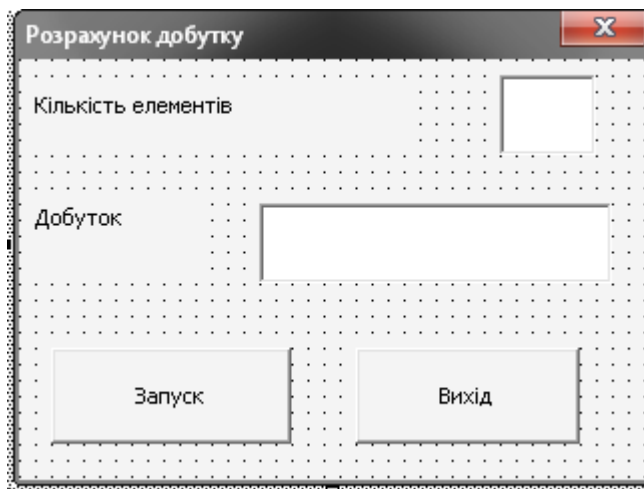 Розрахунок добутку
Кількість елементів
Добуток
Запуск
Вихід